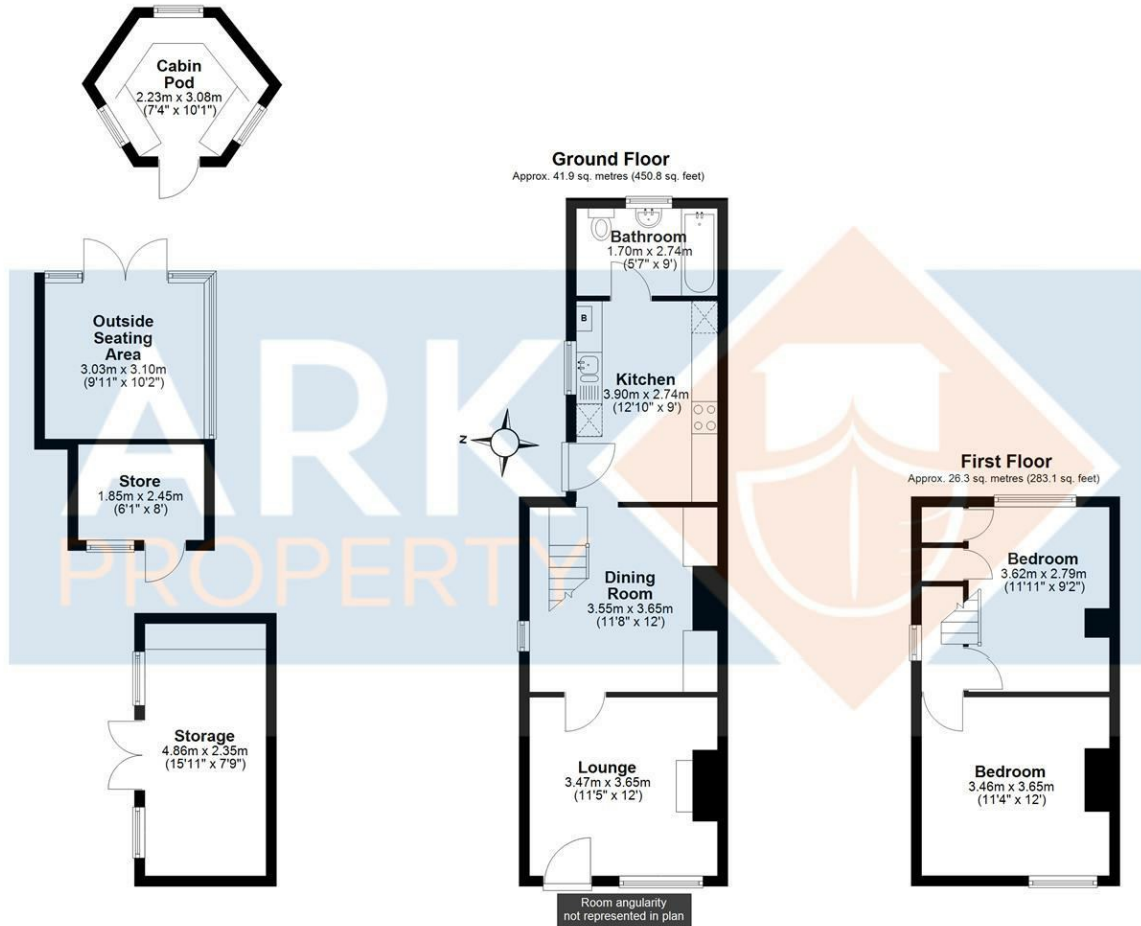 Cabin
Pod
2.23m x 3.08m
(7'4" x 10'1")
Outside
Seating
Area
3.03m x 3.10m
(9'11" x 10'2")
Store
1.85m x 2.45m
(6'1" x 8')
Storage
4.86m x 2.35m
(15'11" x 7'9")
Ground Floor
Approx. 41.9 sq. metres (450.8 sq. feet)
Bathroom
1.70m x 2.74m
(5'7" x 9')
B
Kitchen
3.90m x 2.74m
(12'10" x 9')
N
Dining
Room
3.55m x 3.65m
(11'8" x 12')
Lounge
3.47m x 3.65m
(11'5" x 12')
Room angularity
not represented in plan
First Floor
Approx. 26.3 sq. metres (283.1 sq. feet)
Bedroom
3.62m x 2.79m
(11'11" x 9'2")
Bedroom
3.46m x 3.65m
(11'4" x 12')
ARK
PROPERTY